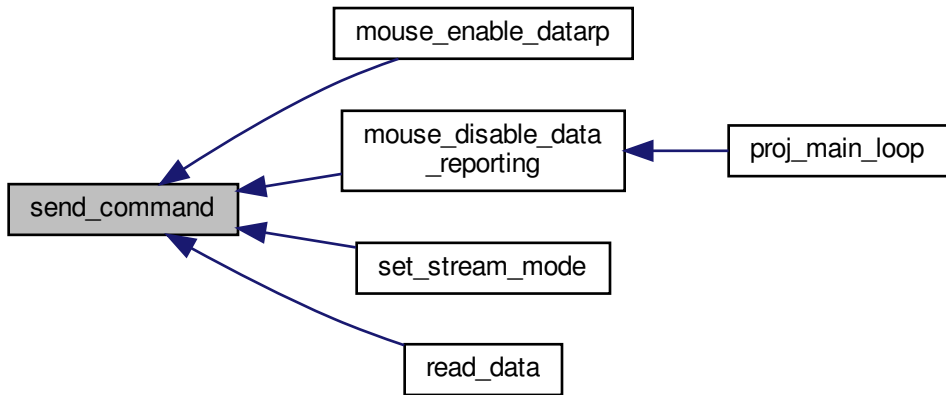 mouse_enable_datarp
mouse_disable_data
_reporting
proj_main_loop
send_command
set_stream_mode
read_data